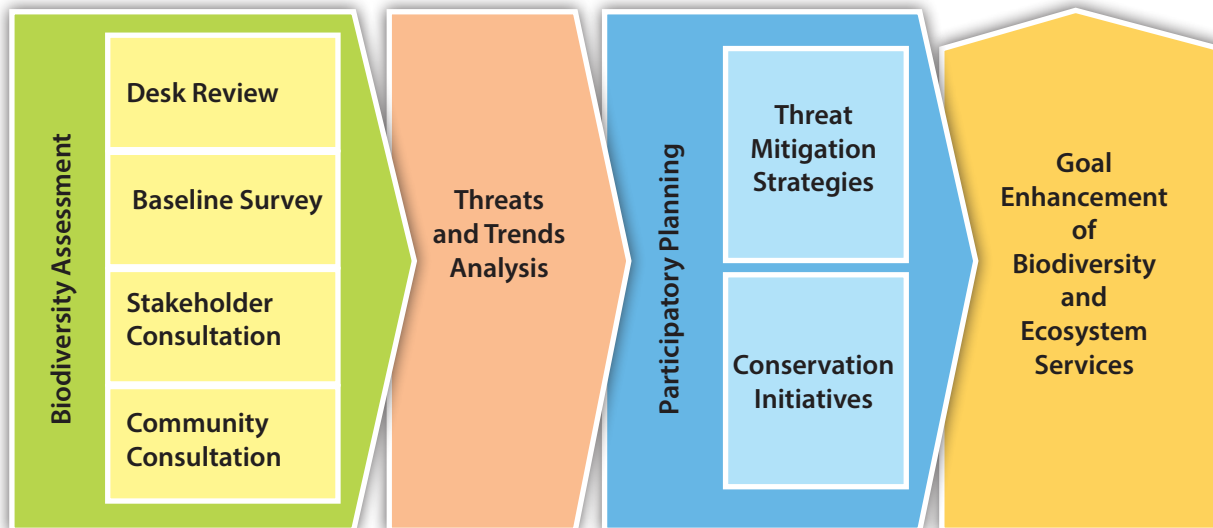 Biodiversity Assessment
Desk Review
Baseline Survey
Stakeholder
Consultation
Community
Consultation
Threats
and Trends
Analysis
Participatory Planning
Threat
Mitigation
Strategies
Conservation
Initiatives
Goal
Enhancement
of
Biodiversity
and
Ecosystem
Services